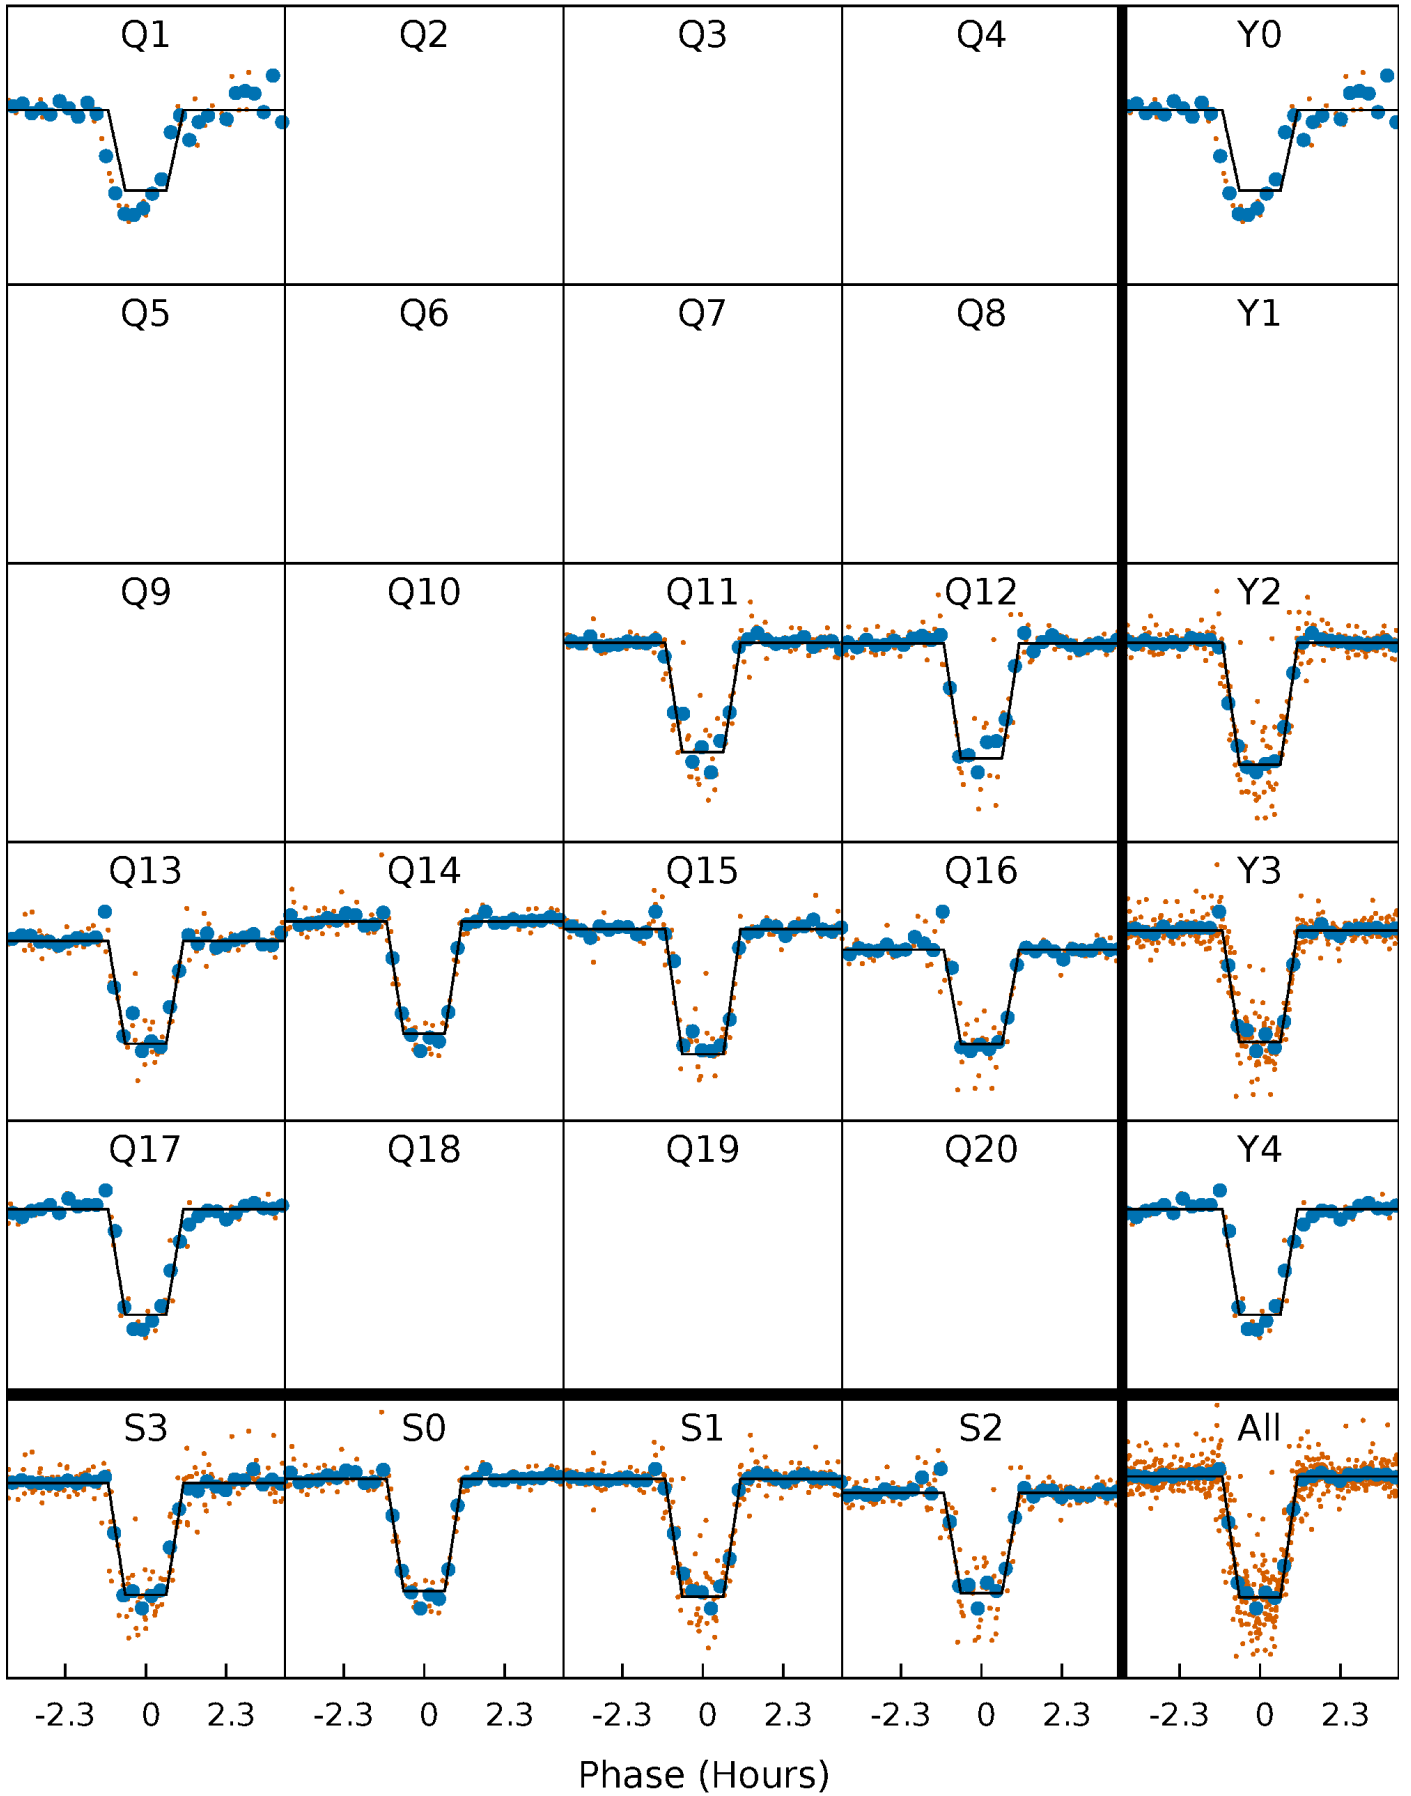 Q1 Q2 Q3 Q4 Y0
Q5 Q6 Q7 Q8 Y1
Q9 Q10 Q11 Q12 Y2
Q13 Q14 Q15 Q16 Y3
Q17 Q18 Q19 Q20 Y4
S3 S0 S1 S2 All
-2.3 0 2.3 -2.3 0 2.3 -2.3 0 2.3 -2.3 0 2.3 -2.3 0 2.3
Phase (Hours)